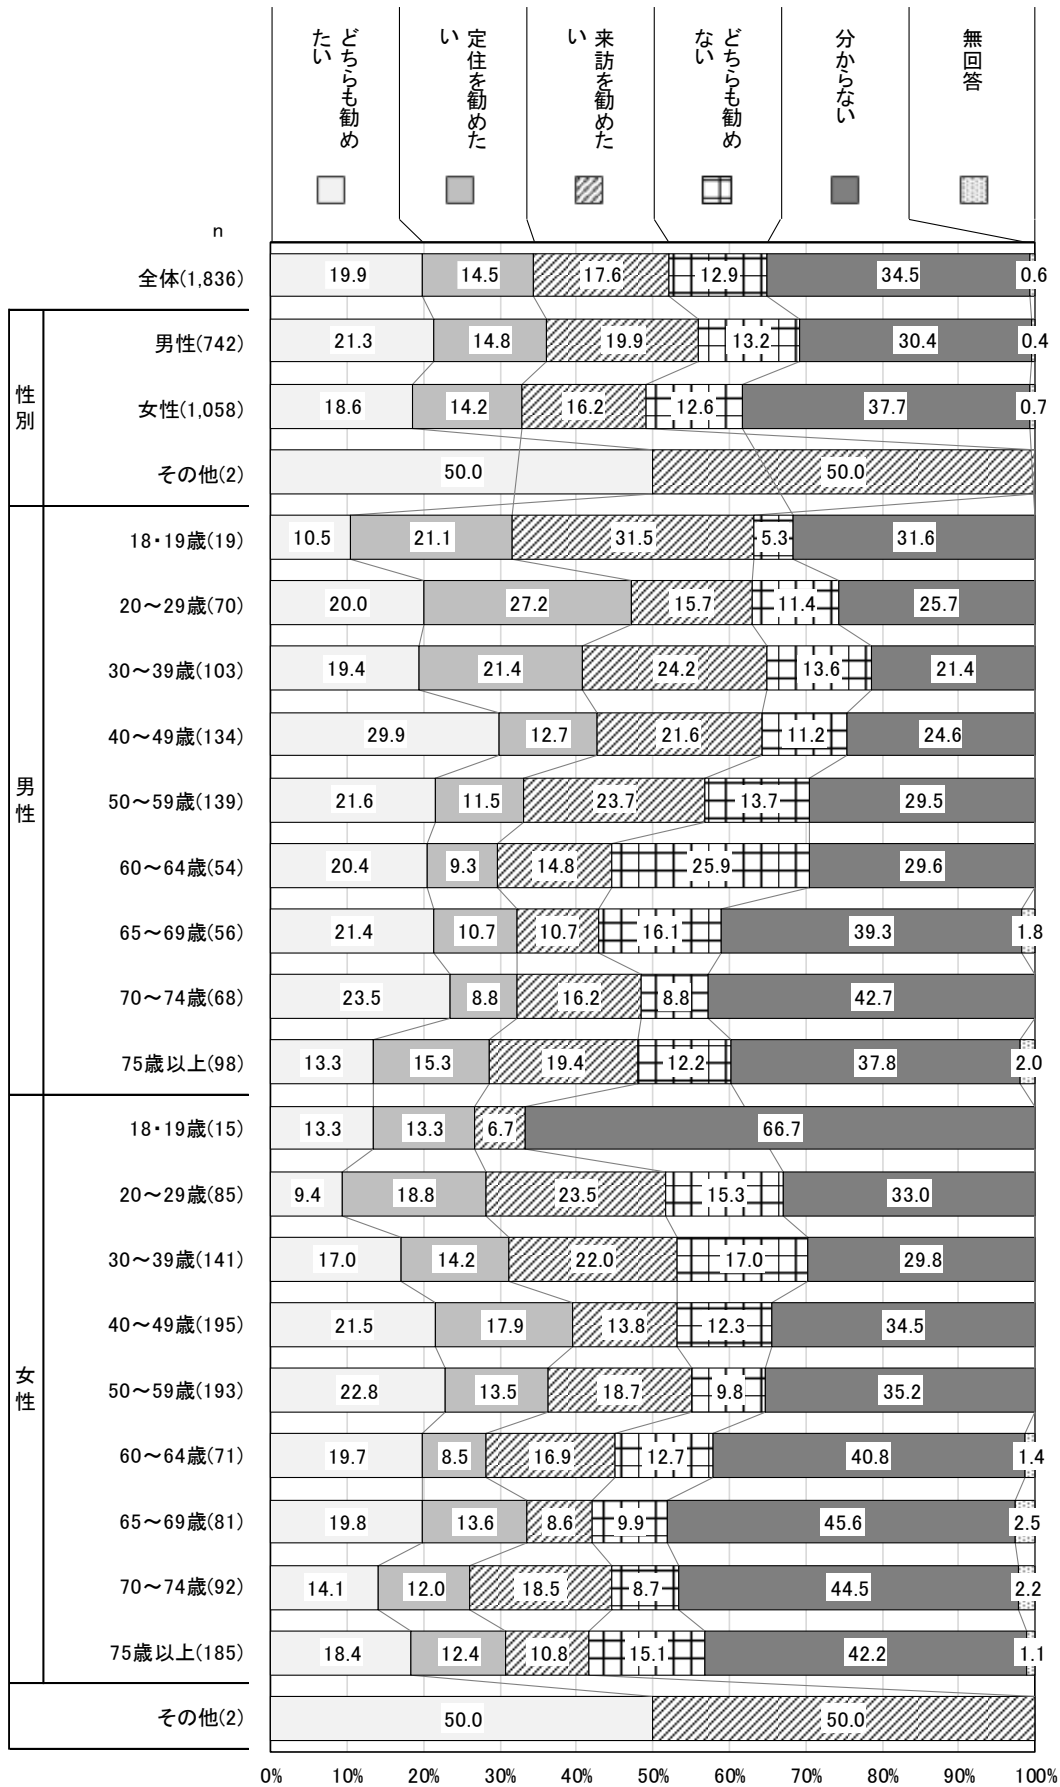 どちらも勧めたい
定住を勧めたい
来訪を勧めたい
どちらも勧めない
分からない
無回答
n
全体(1,836) 19.9 14.5 17.6 12.9 34.5 0.6
性別
男性(742) 21.3 14.8 19.9 13.2 30.4 0.4
女性(1,058) 18.6 14.2 16.2 12.6 37.7 0.7
その他(2) 50.0 50.0
男性
18・19歳(19) 10.5 21.1 31.5 5.3 31.6
20～29歳(70) 20.0 27.2 15.7 11.4 25.7
30～39歳(103) 19.4 21.4 24.2 13.6 21.4
40～49歳(134) 29.9 12.7 21.6 11.2 24.6
50～59歳(139) 21.6 11.5 23.7 13.7 29.5
60～64歳(54) 20.4 9.3 14.8 25.9 29.6
65～69歳(56) 21.4 10.7 10.7 16.1 39.3 1.8
70～74歳(68) 23.5 8.8 16.2 8.8 42.7
75歳以上(98) 13.3 15.3 19.4 12.2 37.8 2.0
女性
18・19歳(15) 13.3 13.3 6.7 66.7
20～29歳(85) 9.4 18.8 23.5 15.3 33.0
30～39歳(141) 17.0 14.2 22.0 17.0 29.8
40～49歳(195) 21.5 17.9 13.8 12.3 34.5
50～59歳(193) 22.8 13.5 18.7 9.8 35.2
60～64歳(71) 19.7 8.5 16.9 12.7 40.8 1.4
65～69歳(81) 19.8 13.6 8.6 9.9 45.6 2.5
70～74歳(92) 14.1 12.0 18.5 8.7 44.5 2.2
75歳以上(185) 18.4 12.4 10.8 15.1 42.2 1.1
その他(2) 50.0 50.0
0% 10% 20% 30% 40% 50% 60% 70% 80% 90% 100%